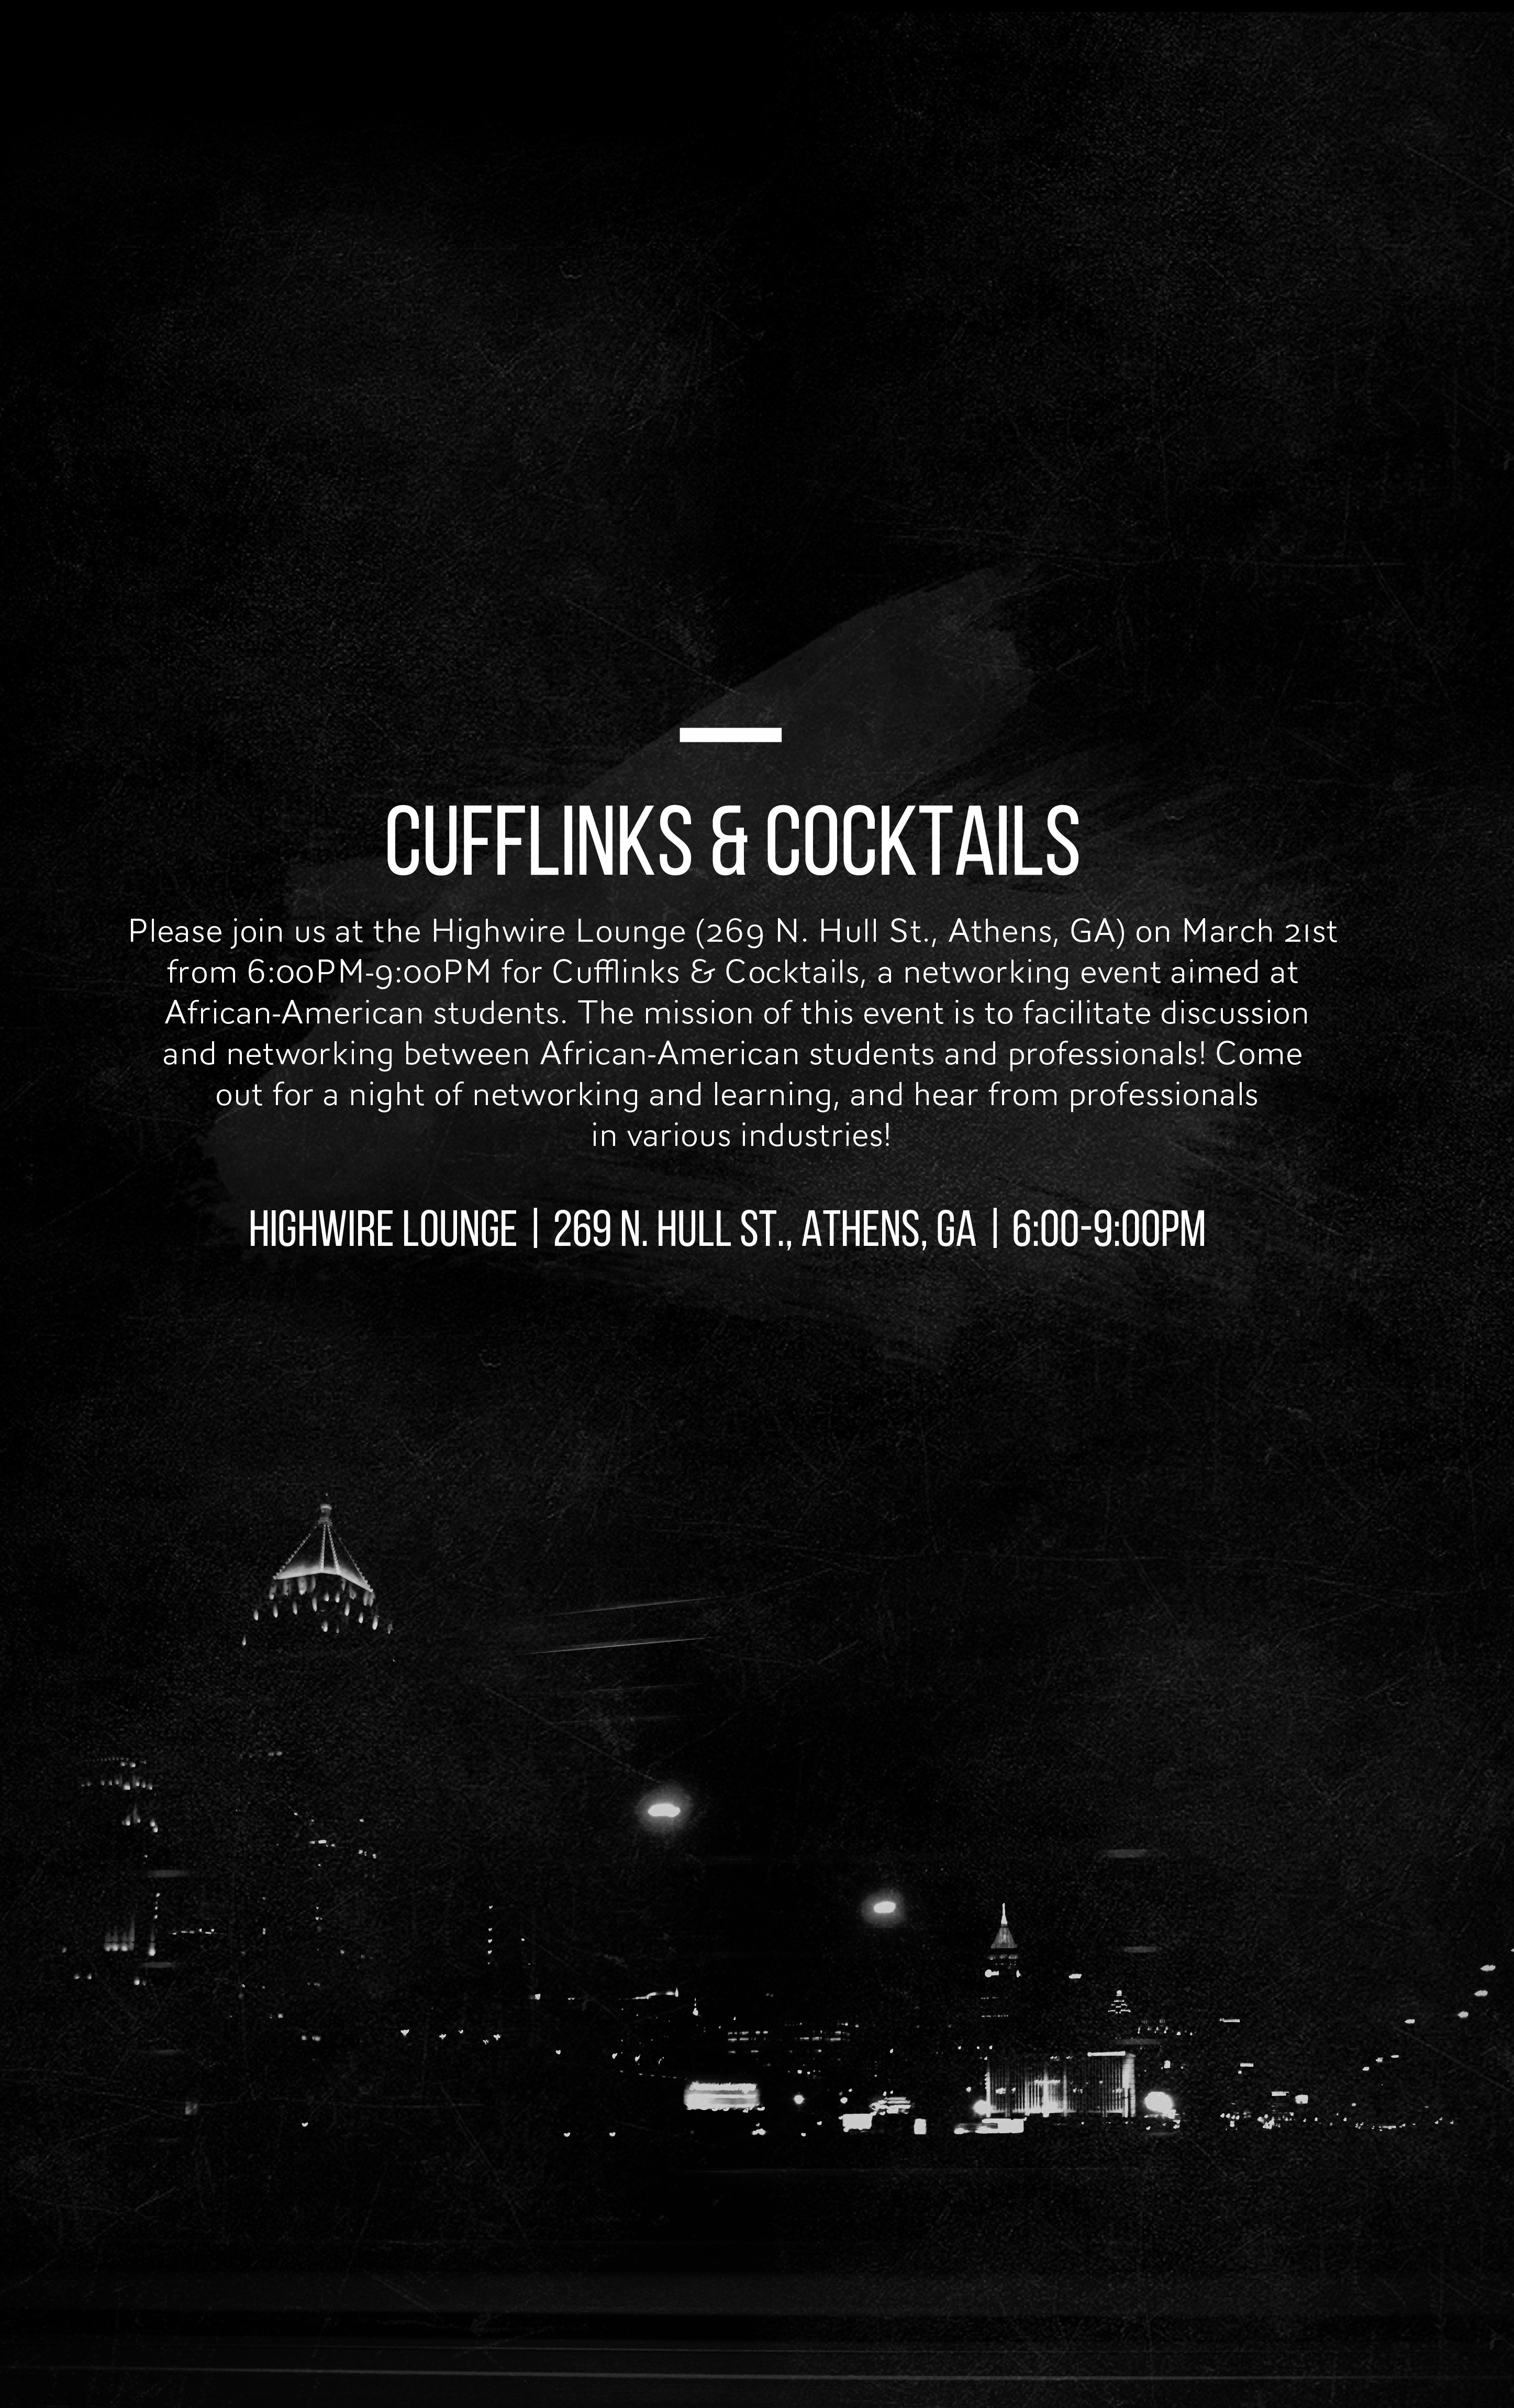 CUFFLINKS & COCKTAILS
Please join us at the Highwire Lounge (269 N. Hull St., Athens, GA) on March 21st
from 6:00PM-9:00PM for Cufflinks & Cocktails, a networking event aimed at
African-American students. The mission of this event is to facilitate discussion
and networking between African-American students and professionals! Come
out for a night of networking and learning, and hear from professionals
in various industries!
HIGHWIRE LOUNGE | 269 N. HULL ST., ATHENS, GA | 6:00-9:00PM